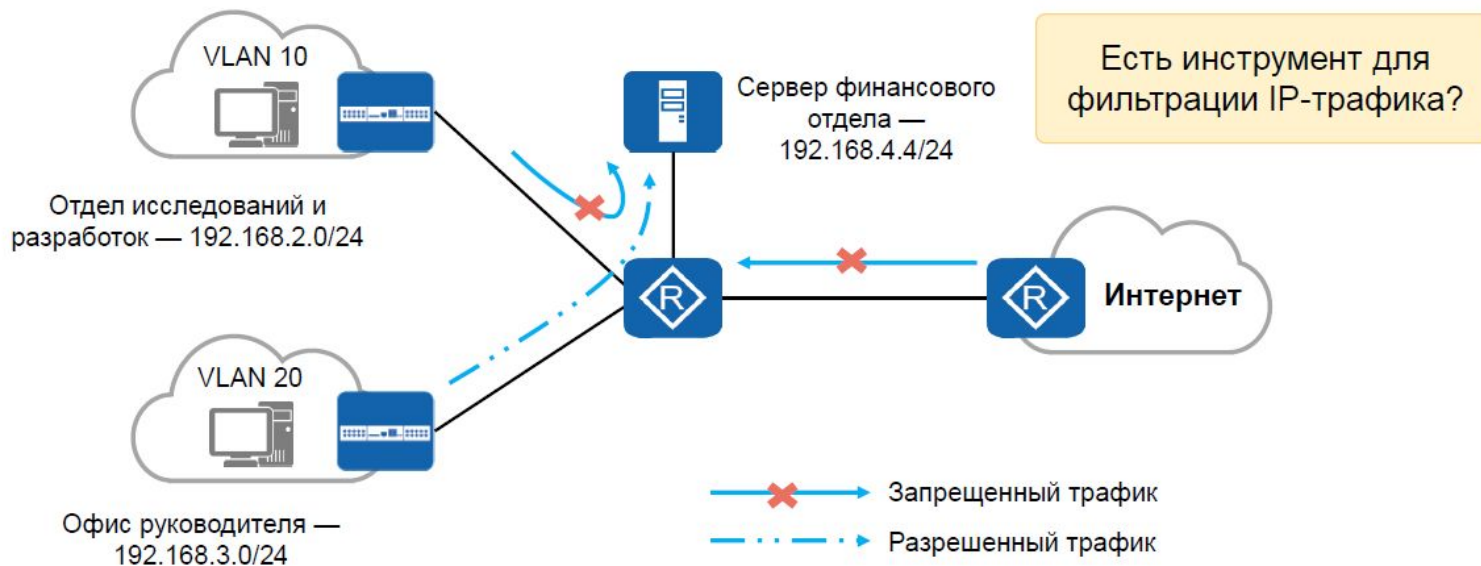 VLAN 10
Отдел исследований и
разработок — 192.168.2.0/24
Сервер финансового
отдела —
192.168.4.4/24
Есть инструмент для
фильтрации IP-трафика?
R
R
Интернет
VLAN 20
Офис руководителя —
192.168.3.0/24
Запрещенный трафик
Разрешенный трафик